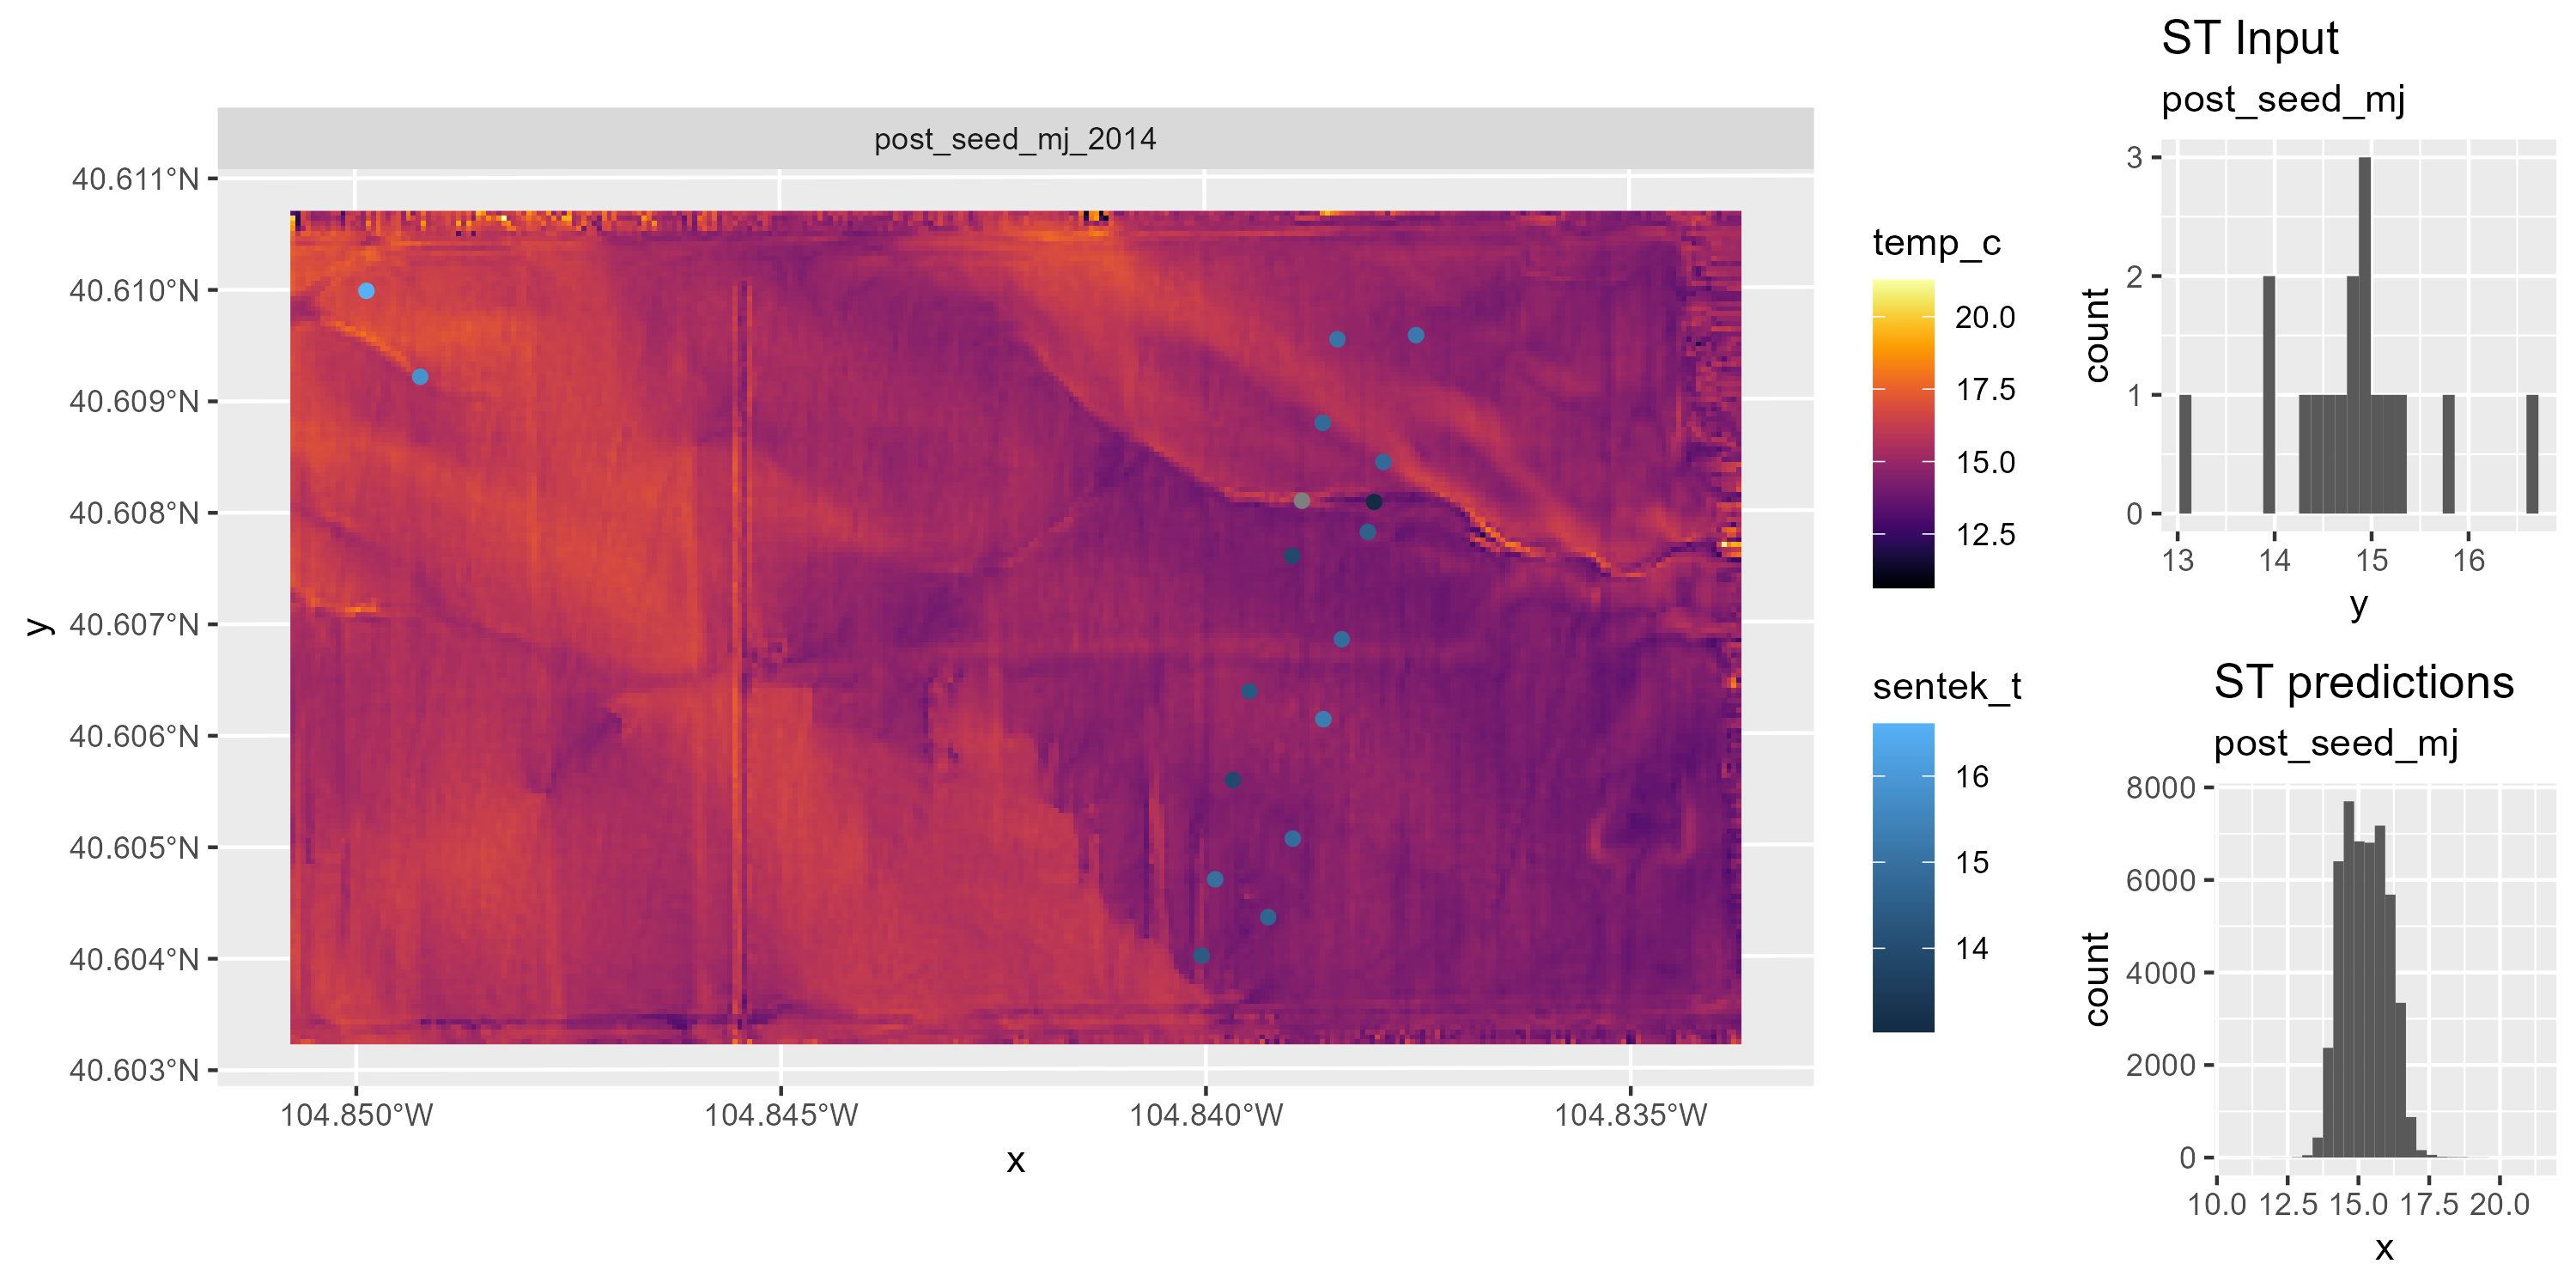 post_seed_mj_2014
40.611°N
40.610°N
40.609°N
40.608°N
40.607°N
40.606°N
40.605°N
40.604°N
40.603°N
y
104.850°W
104.845°W
104.840°W
104.835°W
x
temp_c
20.0
17.5
15.0
12.5
sentek_t
16
15
14
ST Input
post_seed_mj
3
2
1
0
count
13
14
15
16
y
ST predictions
post_seed_mj
8000
6000
4000
2000
0
count
10.0
12.5
15.0
17.5
20.0
x